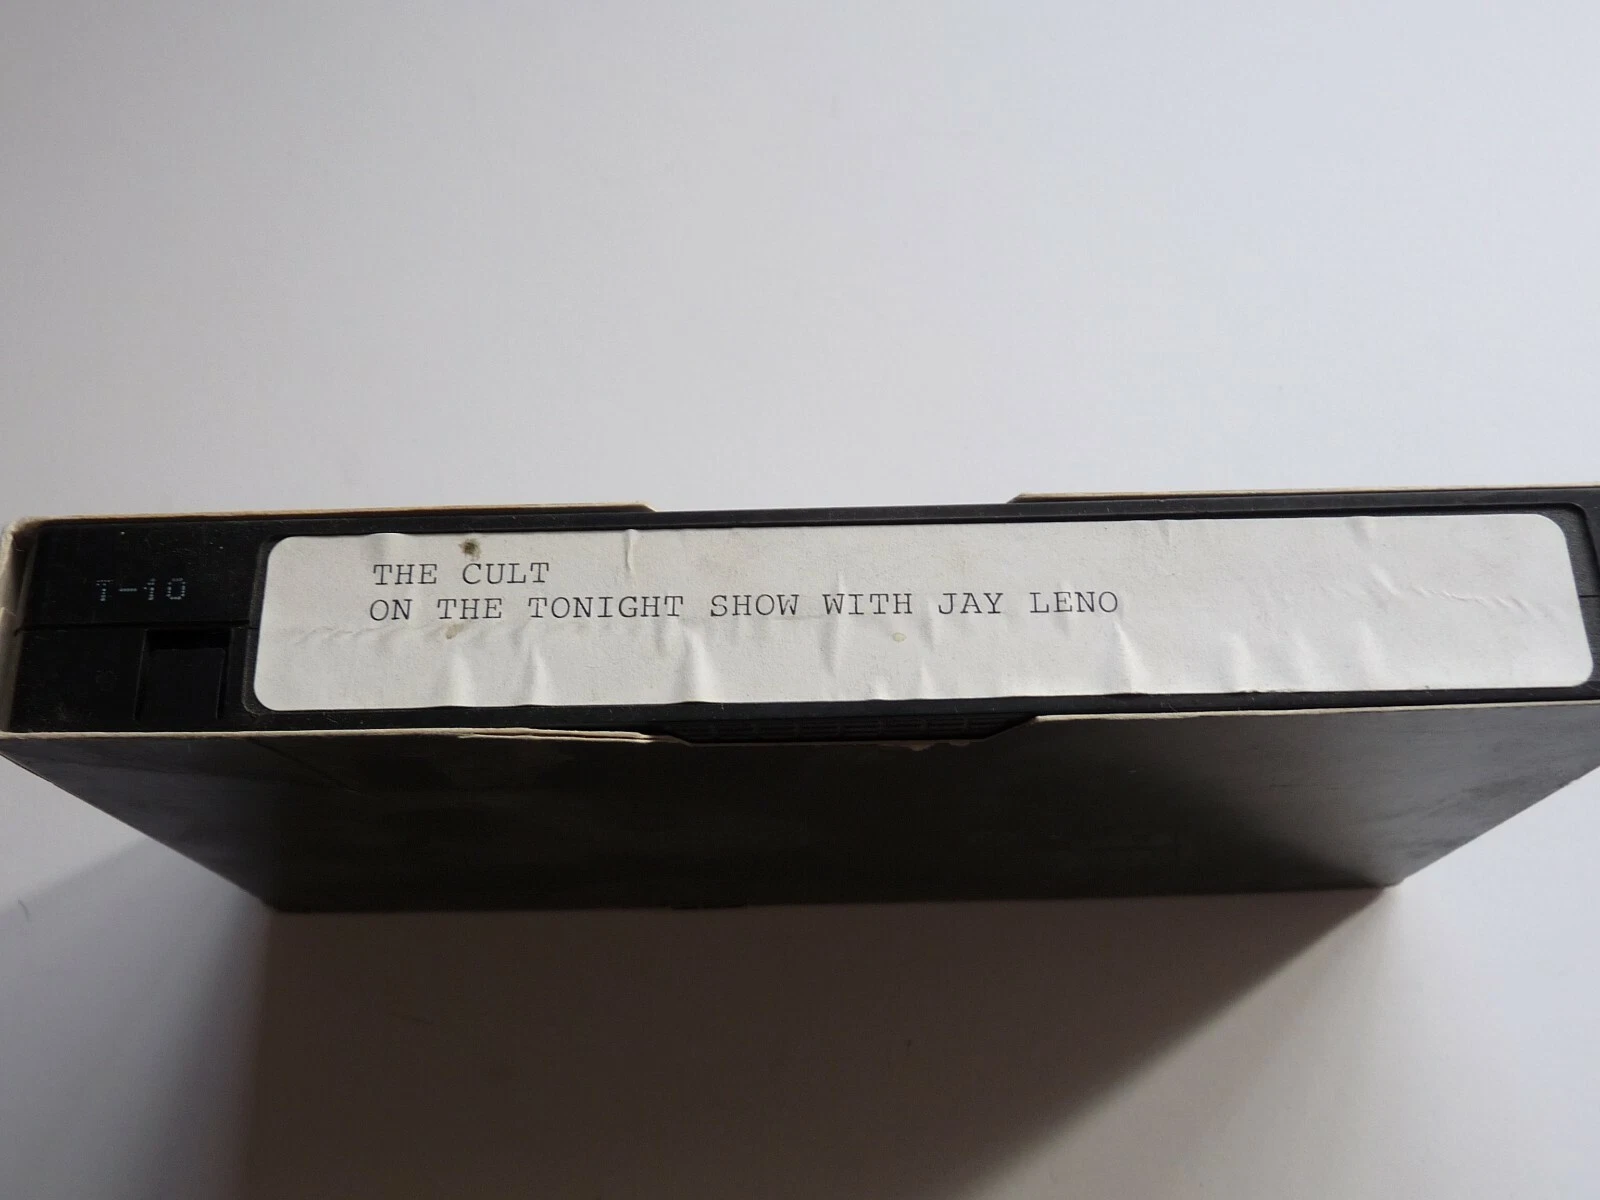 T-10
THE CULT
ON THE TONIGHT SHOW WITH JAY LENO